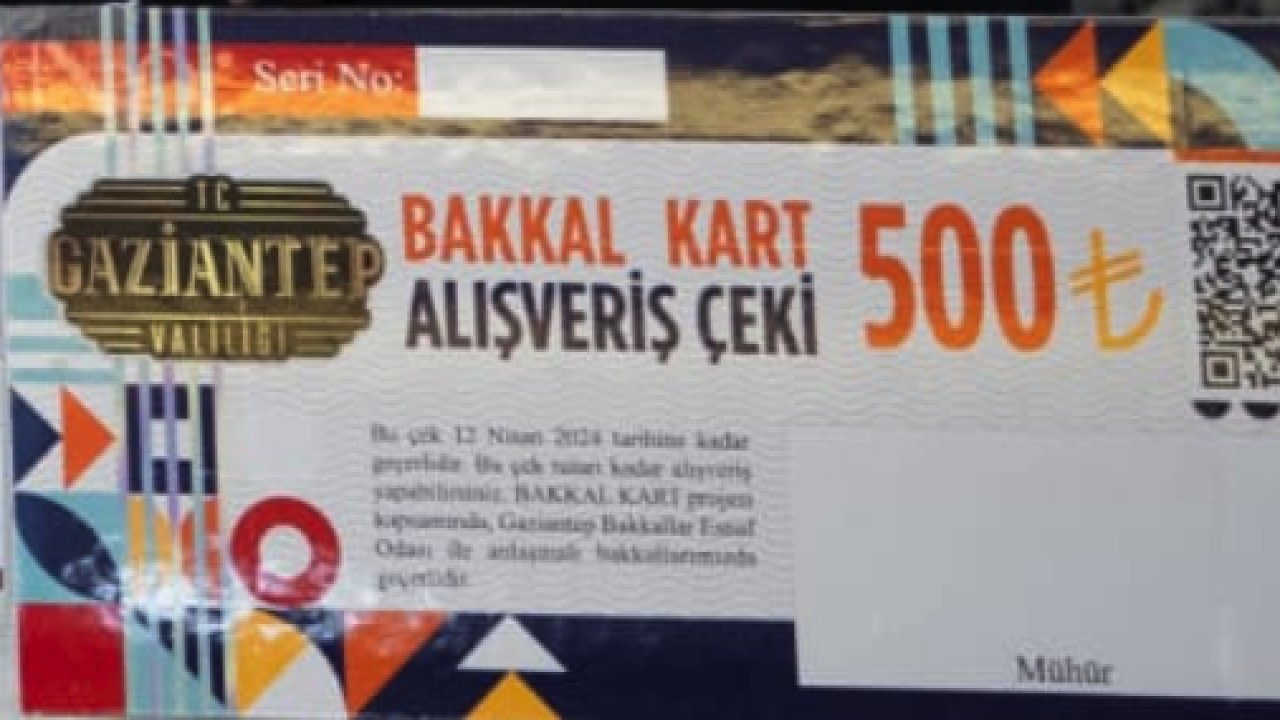 Seri No:
T.C.
GAZİANTEP
VALİLİĞİ
BAKKAL KART
ALIŞVERİŞ ÇEKİ
500 ₺
Bu çek 12 Nisan 2024 tarihine kadar
geçerlidir. Bu çek tutarı kadar alışveriş
yapabilirsiniz. BAKKAL KART projesi
kapsamında, Gaziantep Bakkallar Esnaf
Odası ile anlaşmalı bakkallarımızda
geçerlidir.
Mühür